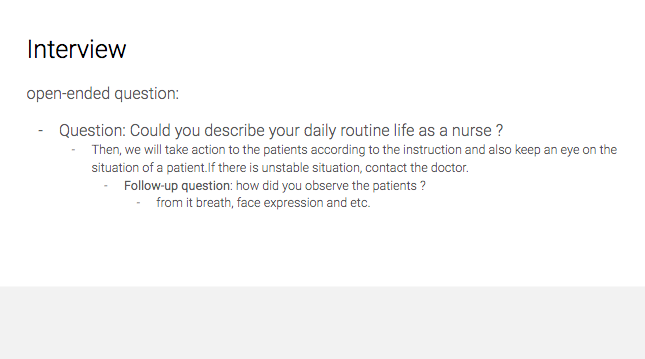 Interview
open-ended question:
- Question: Could you describe your daily routine life as a nurse ?
- Then, we will take action to the patients according to the instruction and also keep an eye on the
situation of a patient.If there is unstable situation, contact the doctor.
- Follow-up question: how did you observe the patients ?
- from it breath, face expression and etc.